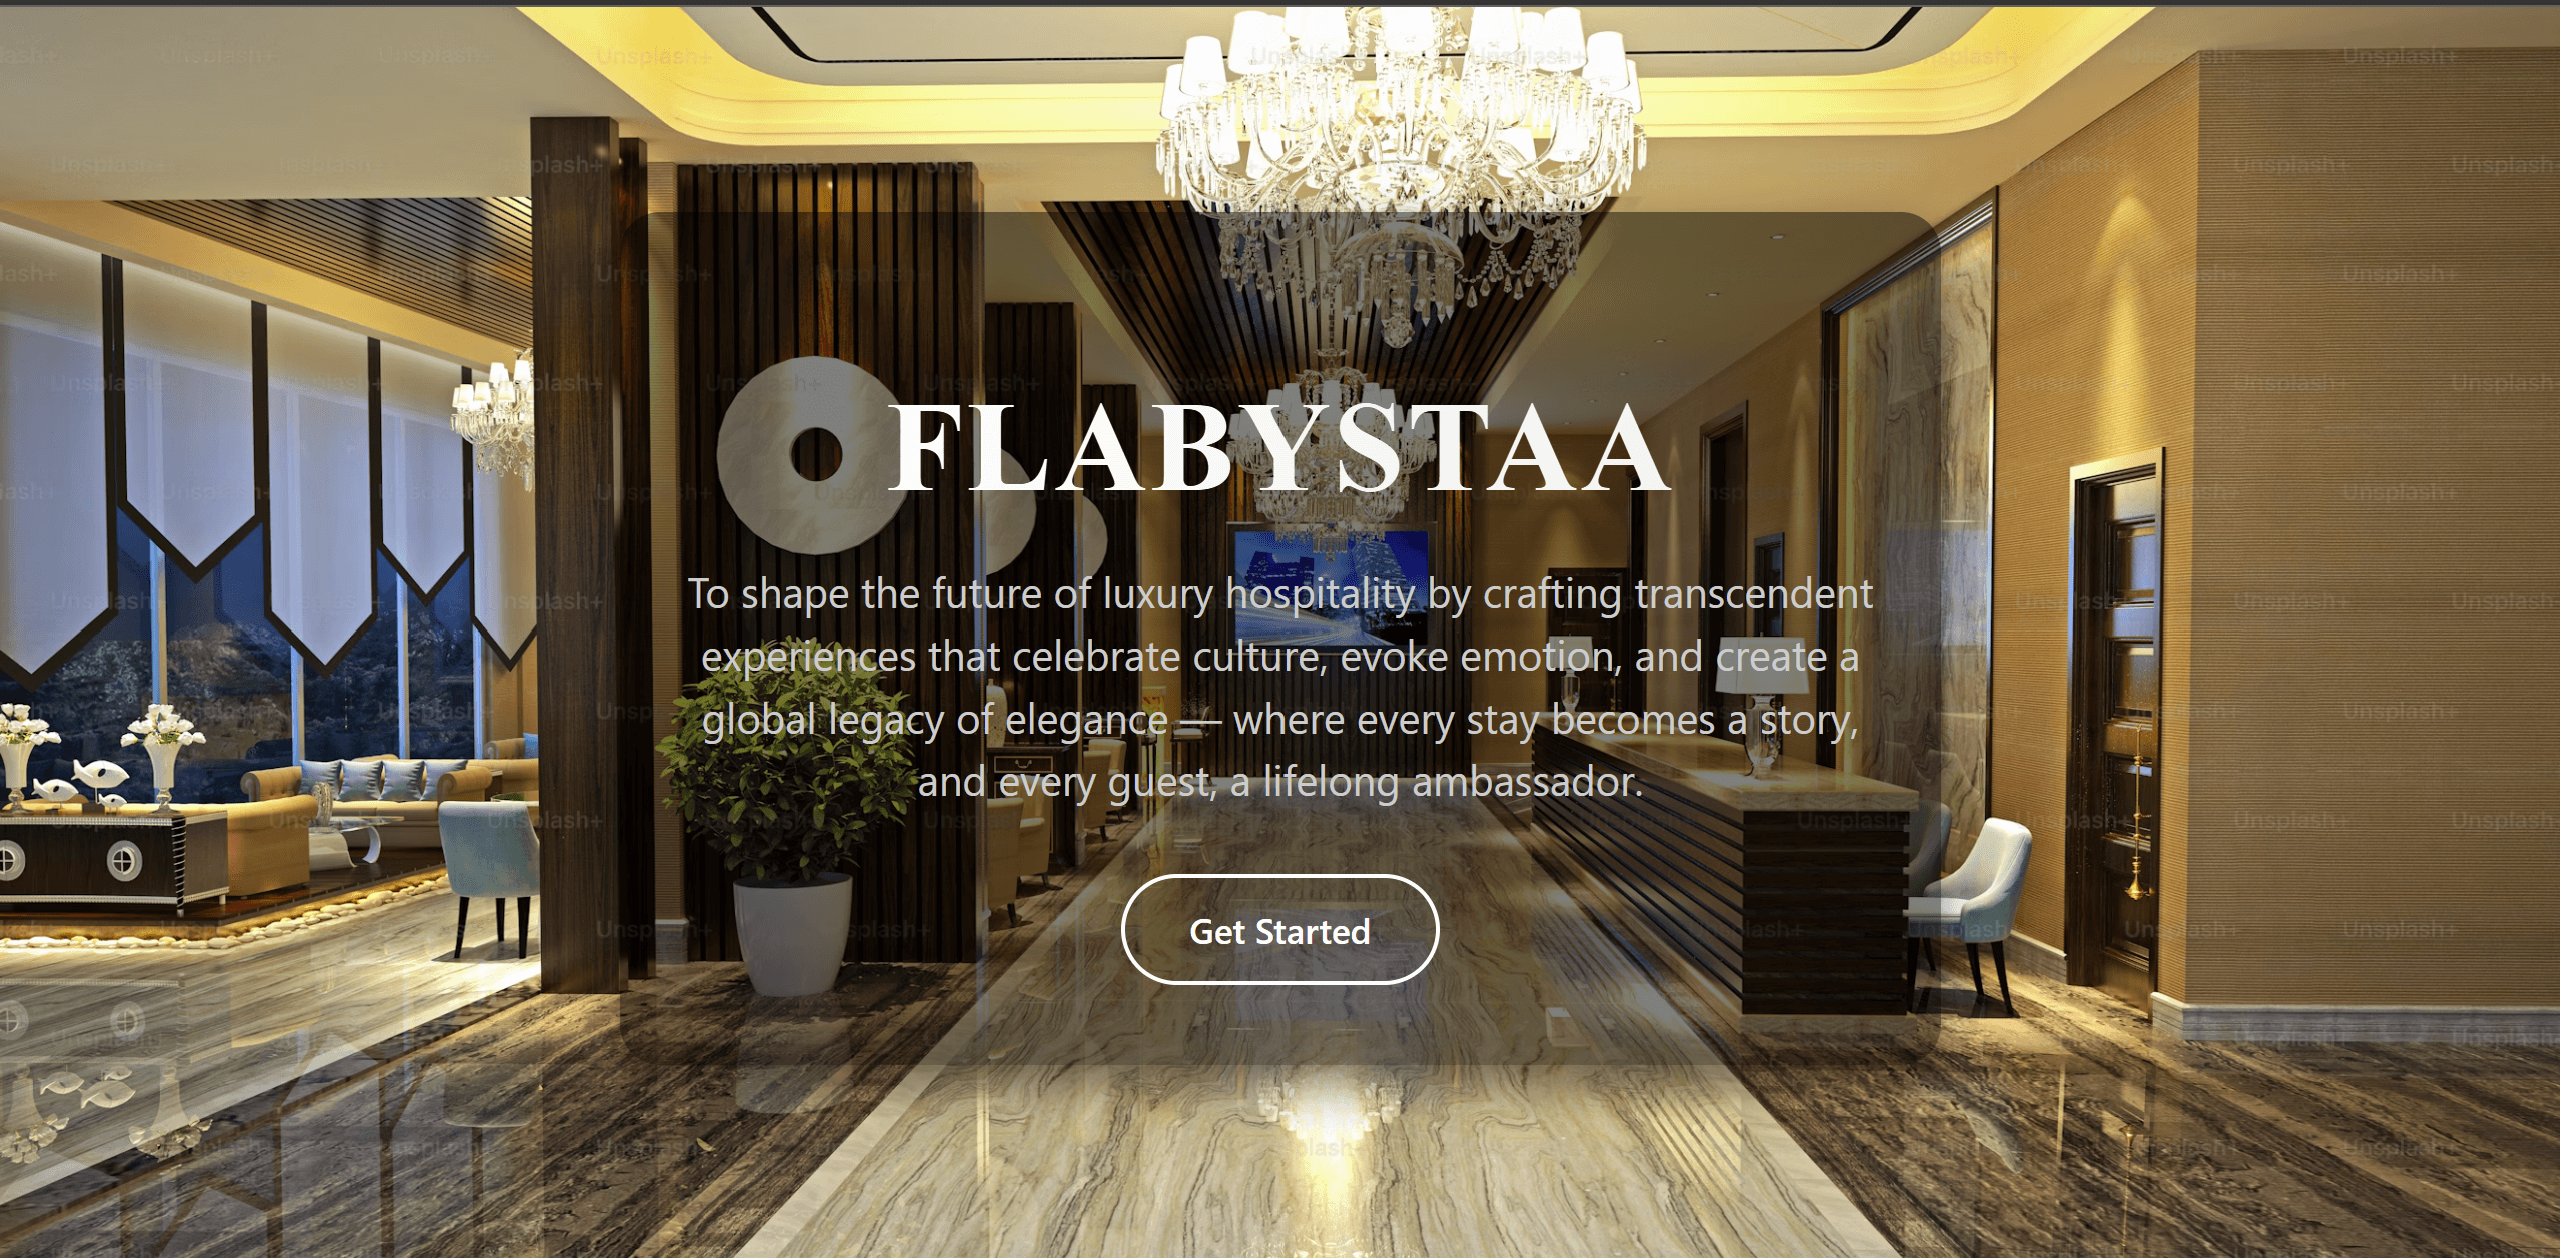 FLABYSTAA
To shape the future of luxury hospitality by crafting transcendent
experiences that celebrate culture, evoke emotion, and create a
global legacy of elegance — where every stay becomes a story,
and every guest, a lifelong ambassador.
Get Started
Unsplash+